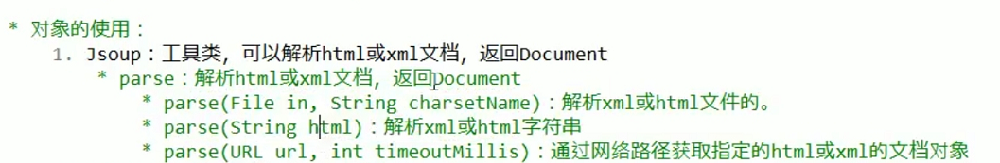 * 对象的使用：
1. Jsoup：工具类，可以解析html或xml文档，返回Document
* parse：解析html或xml文档，返回Document
* parse(File in, String charsetName)：解析xml或html文件的。
* parse(String html)：解析xml或html字符串
* parse(URL url, int timeoutMillis)：通过网络路径获取指定的html或xml的文档对象